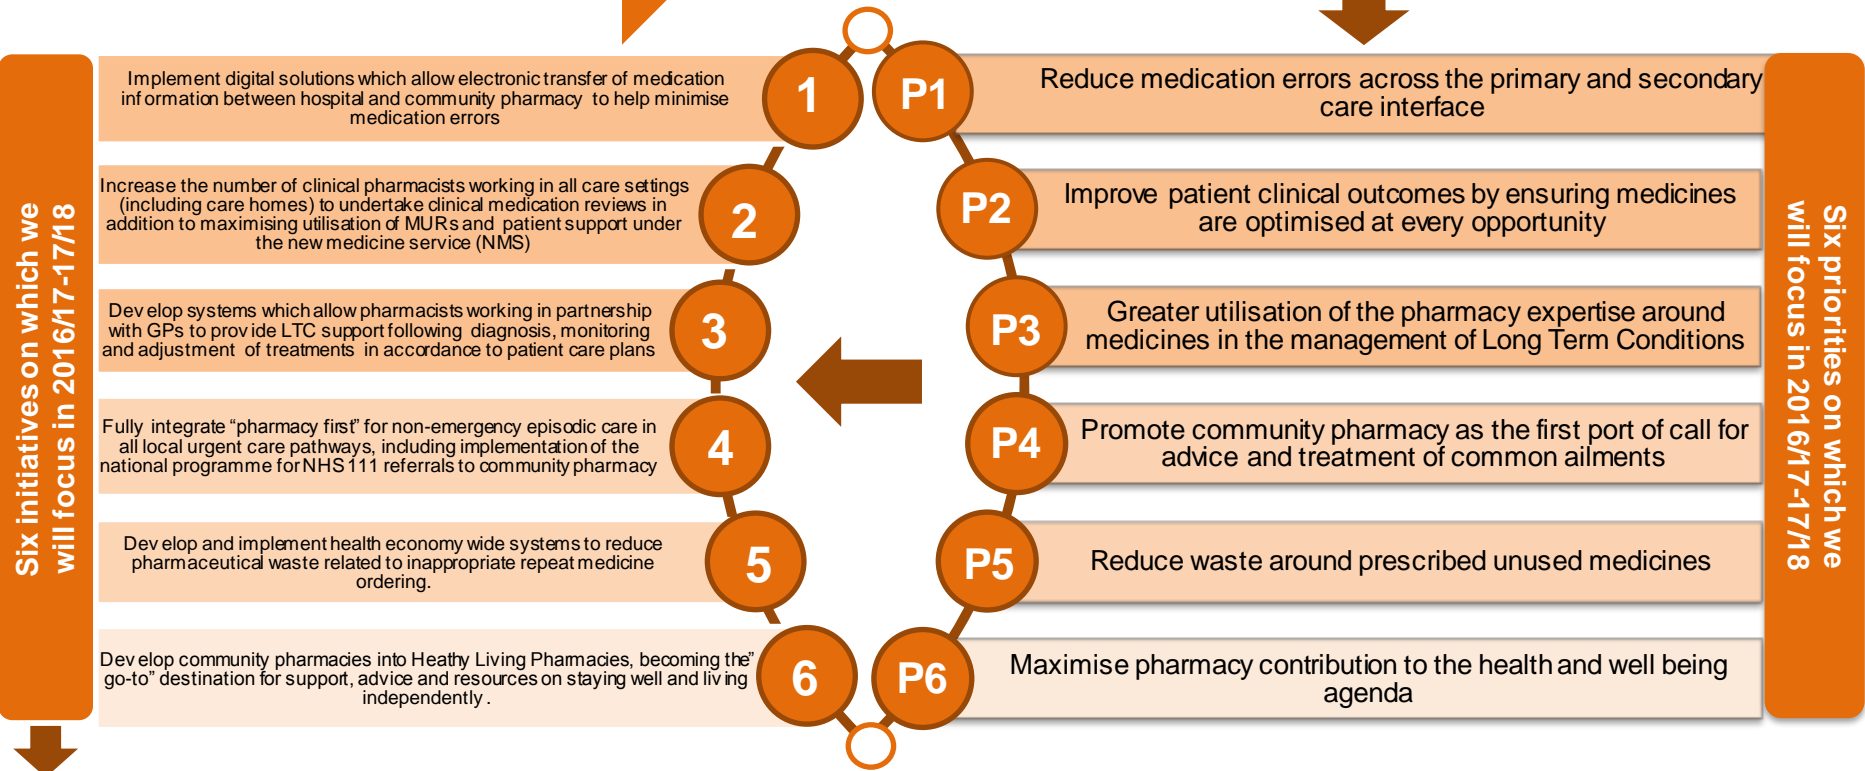 Six initiatives on which we
will focus in 2016/17-17/18
Implement digital solutions which allow electronic transfer of medication
information between hospital and community pharmacy to help minimise
medication errors
1
Increase the number of clinical pharmacists working in all care settings
(including care homes) to undertake clinical medication reviews in
addition to maximising utilisation of MURs and patient support under
the new medicine service (NMS)
2
Develop systems which allow pharmacists working in partnership
with GPs to provide LTC support following diagnosis, monitoring
and adjustment of treatments in accordance to patient care plans
3
Fully integrate “pharmacy first” for non-emergency episodic care in
all local urgent care pathways, including implementation of the
national programme for NHS 111 referrals to community pharmacy
4
Develop and implement health economy wide systems to reduce
pharmaceutical waste related to inappropriate repeat medicine
ordering.
5
Develop community pharmacies into Heathy Living Pharmacies, becoming the”
go-to” destination for support, advice and resources on staying well and living
independently.
6
P1
Reduce medication errors across the primary and secondary
care interface
P2
Improve patient clinical outcomes by ensuring medicines
are optimised at every opportunity
P3
Greater utilisation of the pharmacy expertise around
medicines in the management of Long Term Conditions
P4
Promote community pharmacy as the first port of call for
advice and treatment of common ailments
P5
Reduce waste around prescribed unused medicines
P6
Maximise pharmacy contribution to the health and well being
agenda
Six priorities on which we
will focus in 2016/17-17/18